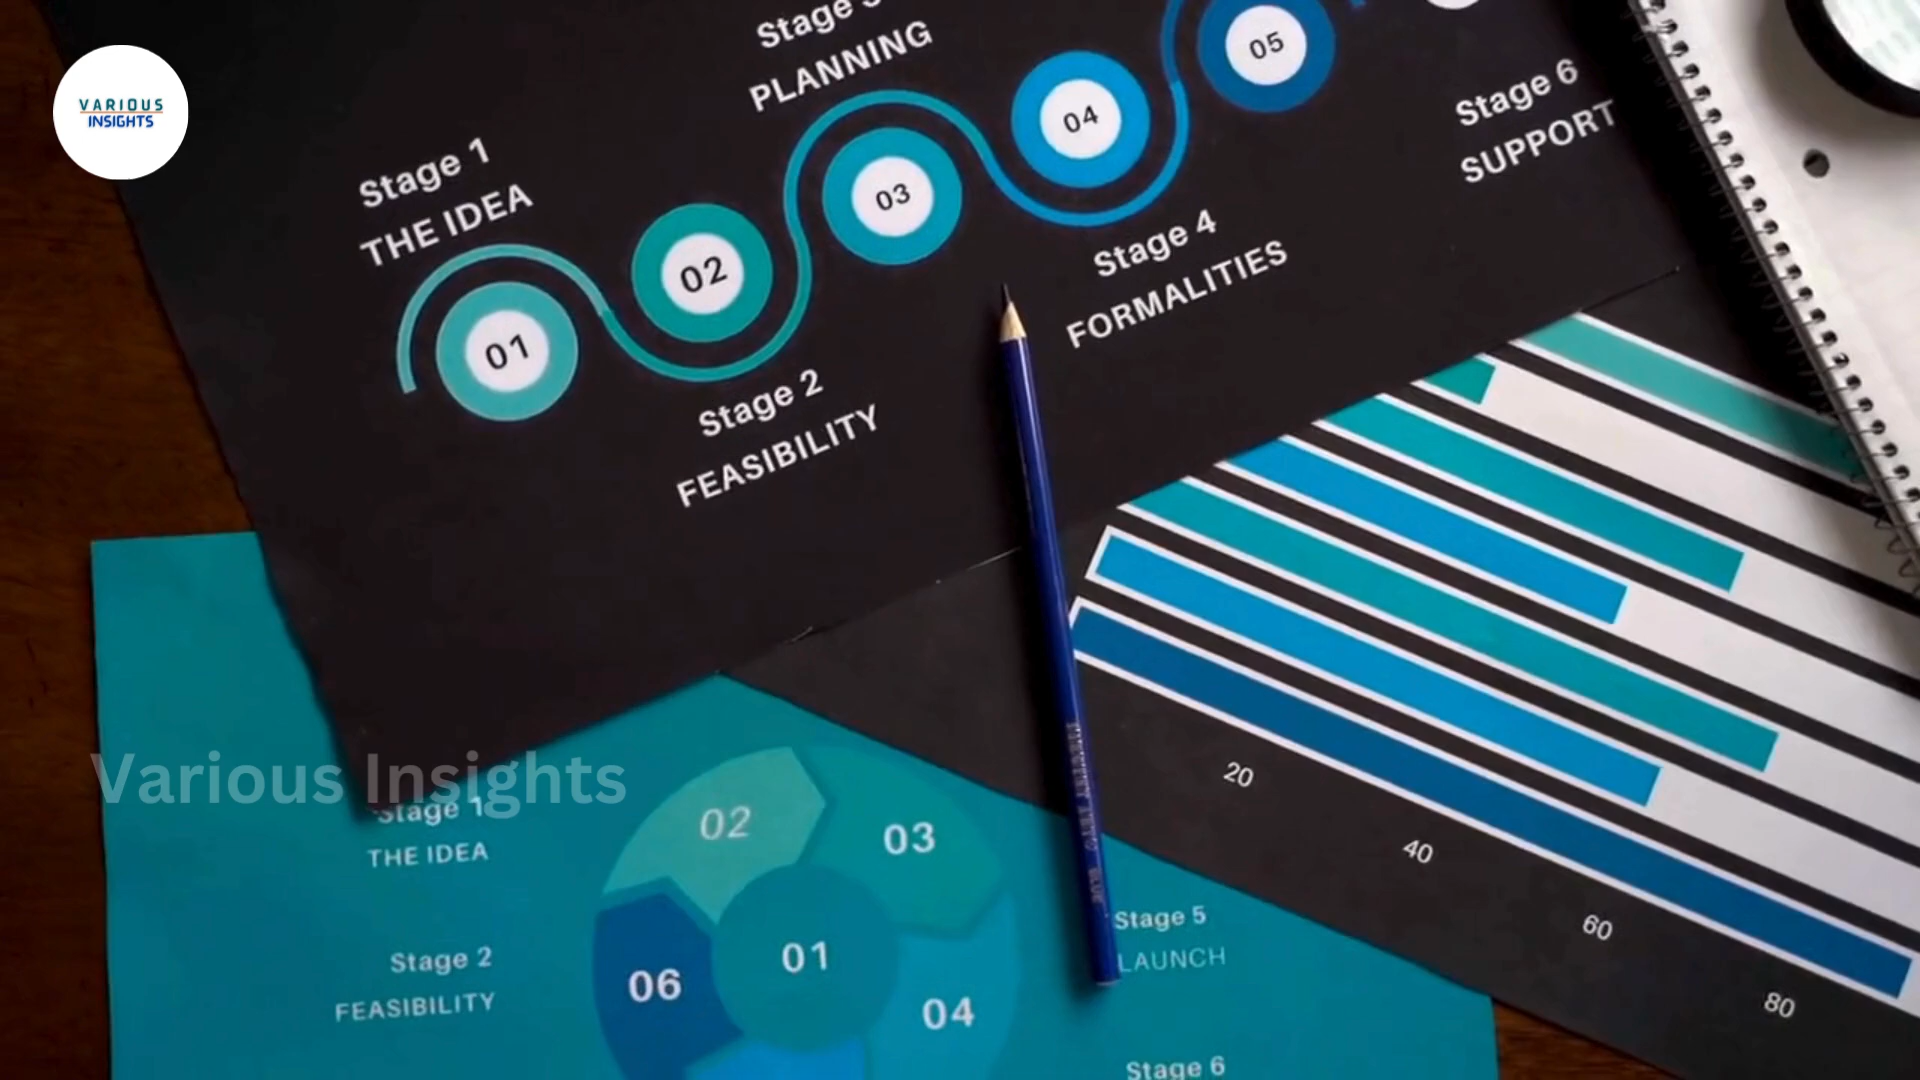 VARIOUS
INSIGHTS
Stage
PLANNING
05
Stage 6
SUPPORT
04
Stage 1
THE IDEA
03
02
Stage 4
FORMALITIES
01
Stage 2
FEASIBILITY
20
40
60
80
Various Insights
Stage 1
THE IDEA
02
03
Stage 5
LAUNCH
Stage 2
FEASIBILITY
01
06
04
Stage 6